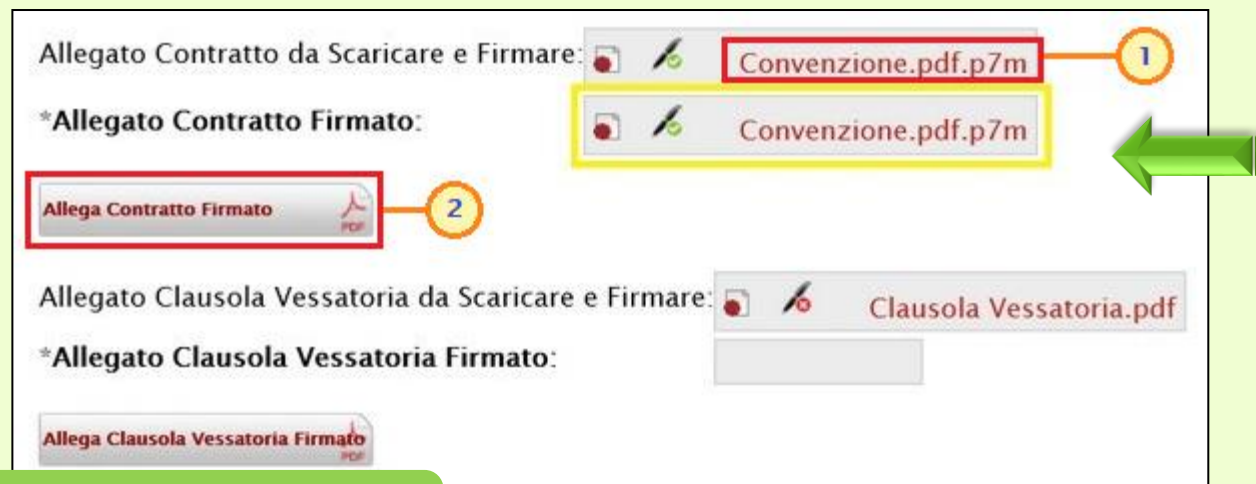 Allegato Contratto da Scaricare e Firmare: Convenzione.pdf.p7m 1
*Allegato Contratto Firmato: Convenzione.pdf.p7m
Allega Contratto Firmato PDF 2
Allegato Clausola Vessatoria da Scaricare e Firmare: Clausola Vessatoria.pdf
*Allegato Clausola Vessatoria Firmato:
Allega Clausola Vessatoria Firmato PDF